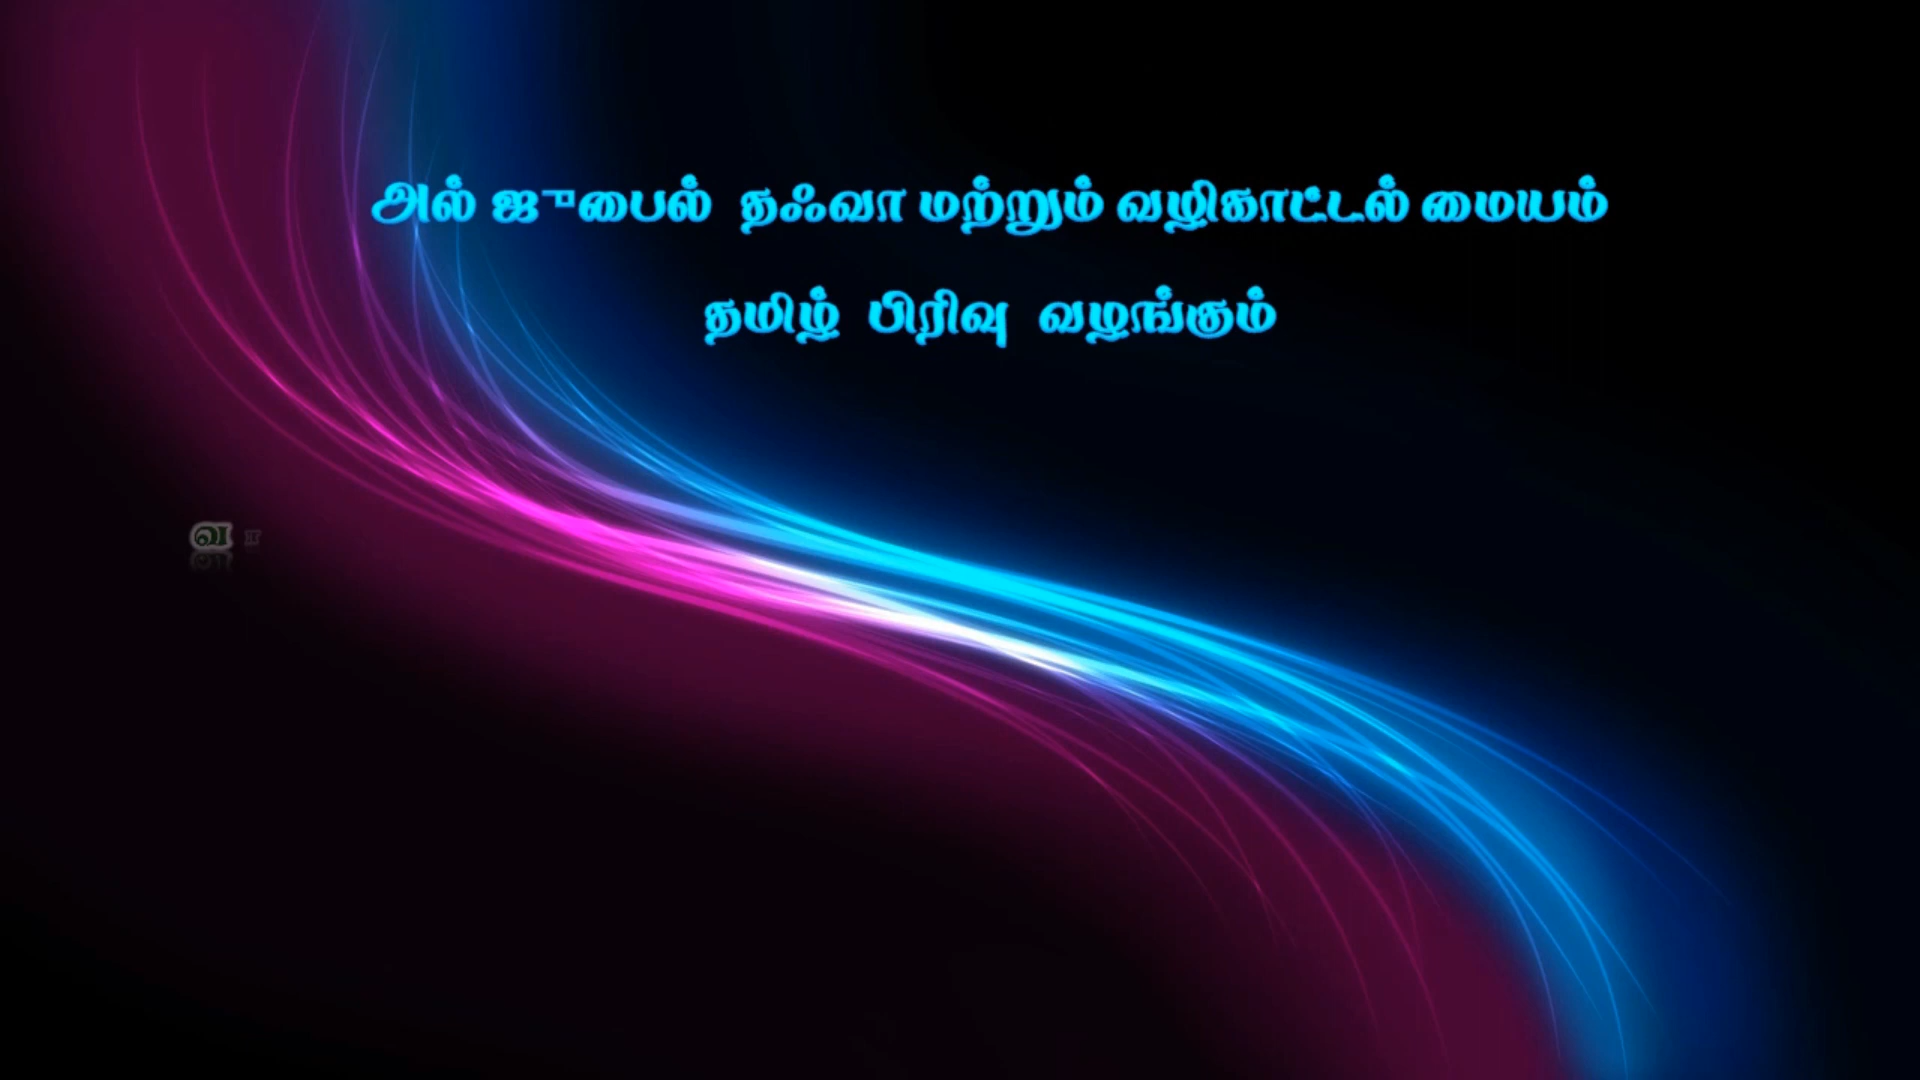 அல் ஜுபைல் தஃவா மற்றும் வழிகாட்டல் மையம்
தமிழ் பிரிவு வழங்கும்
வா